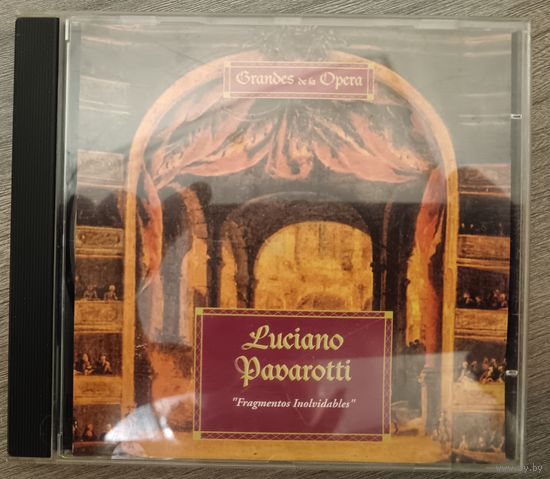 Grandes de la Opera
Luciano
Pavarotti
"Fragmentos Inolvidables"